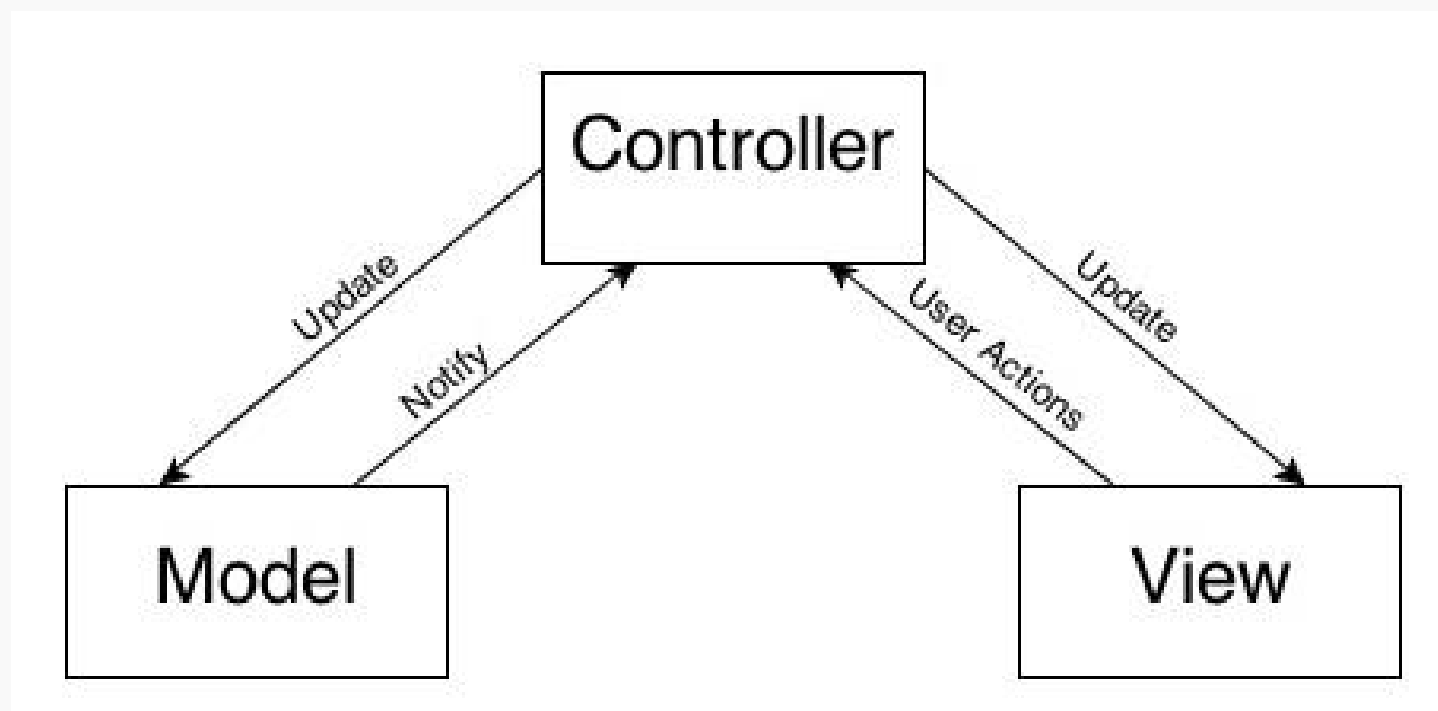 Controller
Update
Notify
User Actions
Update
Model
View